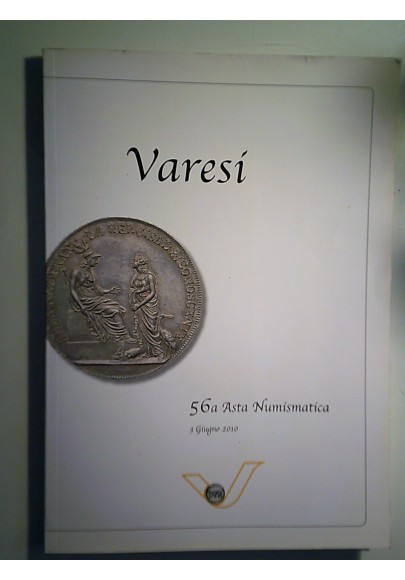 Varesi
56a Asta Numismatica
3 Giugno 2010